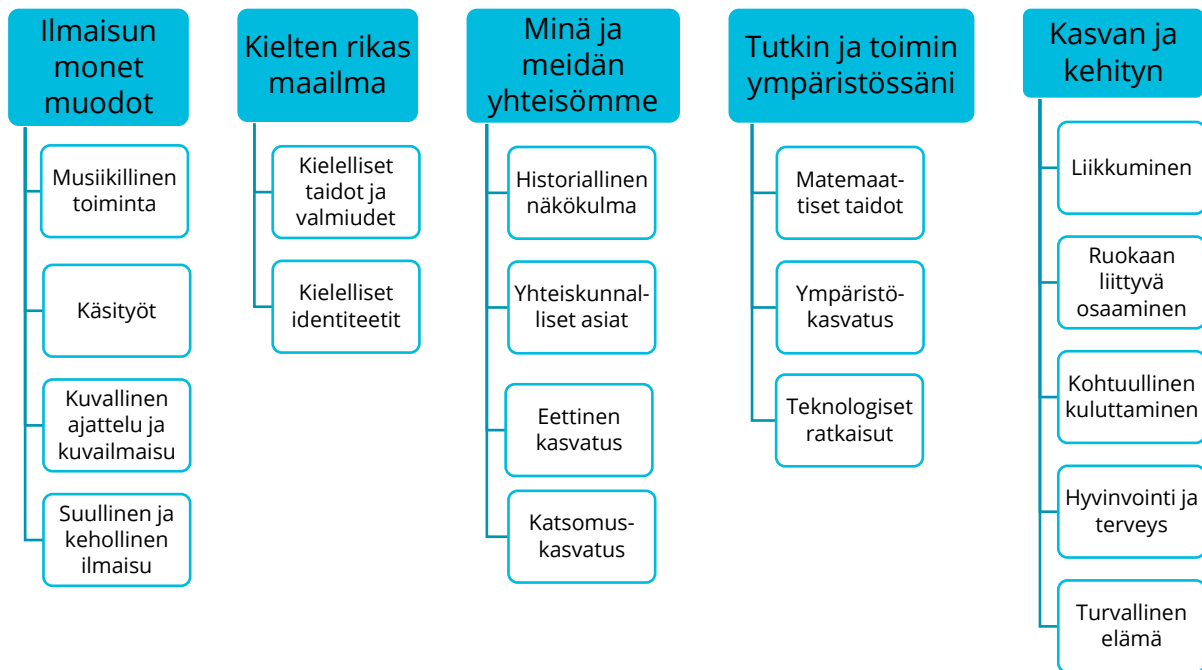 Ilmaisun
monet
muodot
Musiikillinen
toiminta
Käsityöt
Kuvallinen
ajattelu ja
kuvailmaisu
Suullinen ja
kehollinen
ilmaisu
Kielten rikas
maailma
Kielelliset
taidot ja
valmiudet
Kielelliset
identiteetit
Minä ja
meidän
yhteisömme
Historiallinen
näkökulma
Yhteiskunnal-
liset asiat
Eettinen
kasvatus
Katsomus-
kasvatus
Tutkin ja toimin
ympäristössäni
Matemaat-
tiset taidot
Ympäristö-
kasvatus
Teknologiset
ratkaisut
Kasvan ja
kehityn
Liikkuminen
Ruokaan
liittyvä
osaaminen
Kohtuullinen
kuluttaminen
Hyvinvointi ja
terveys
Turvallinen
elämä